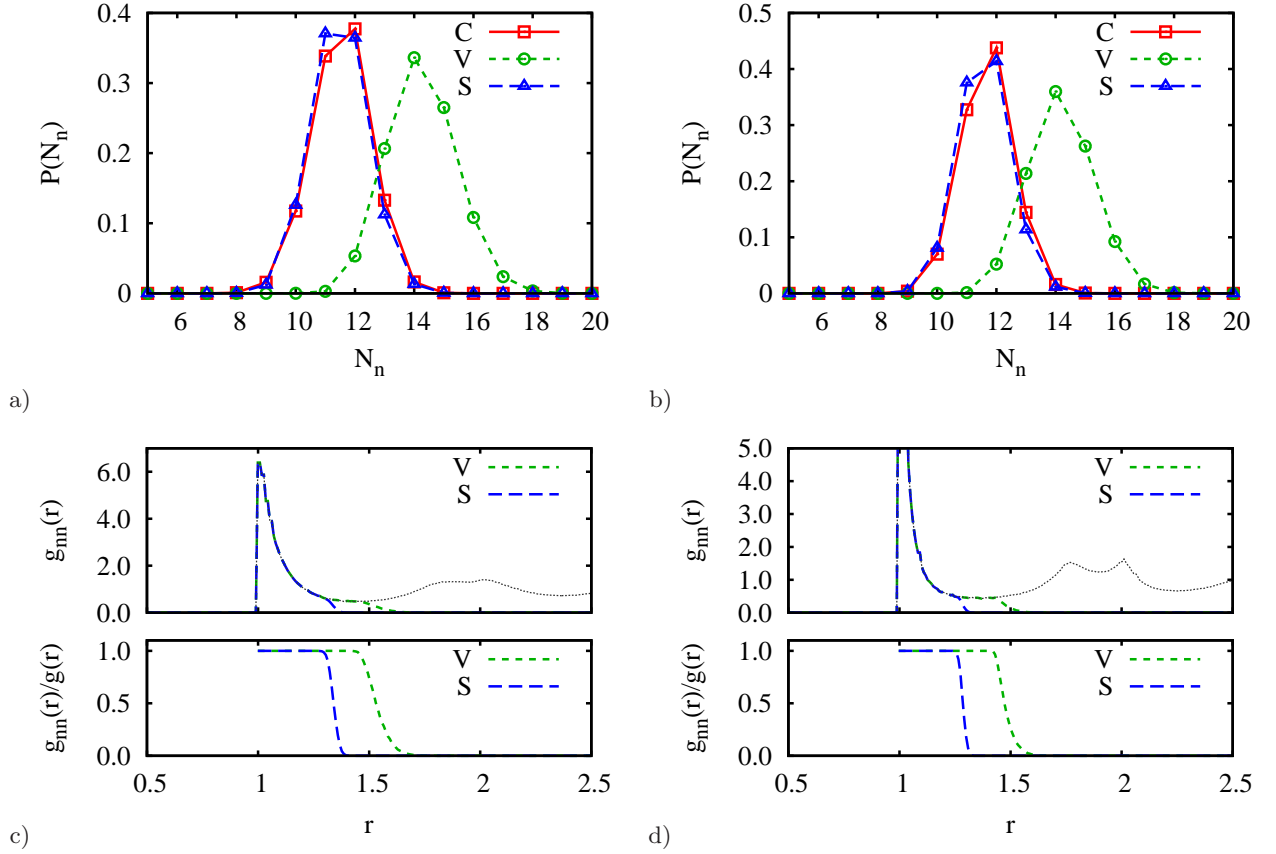 0.4
0.3
0.2
0.1
0
P(Nn)
C
V
S
6 8 10 12 14 16 18 20
Nn
a)
0.5
0.4
0.3
0.2
0.1
0
P(Nn)
C
V
S
6 8 10 12 14 16 18 20
Nn
b)
6.0
4.0
2.0
0.0
gnn(r)
V
S
1.0
0.5
0.0
gnn(r)/g(r)
V
S
0.5 1 1.5 2 2.5
r
c)
5.0
4.0
3.0
2.0
1.0
0.0
gnn(r)
V
S
1.0
0.5
0.0
gnn(r)/g(r)
V
S
0.5 1 1.5 2 2.5
r
d)